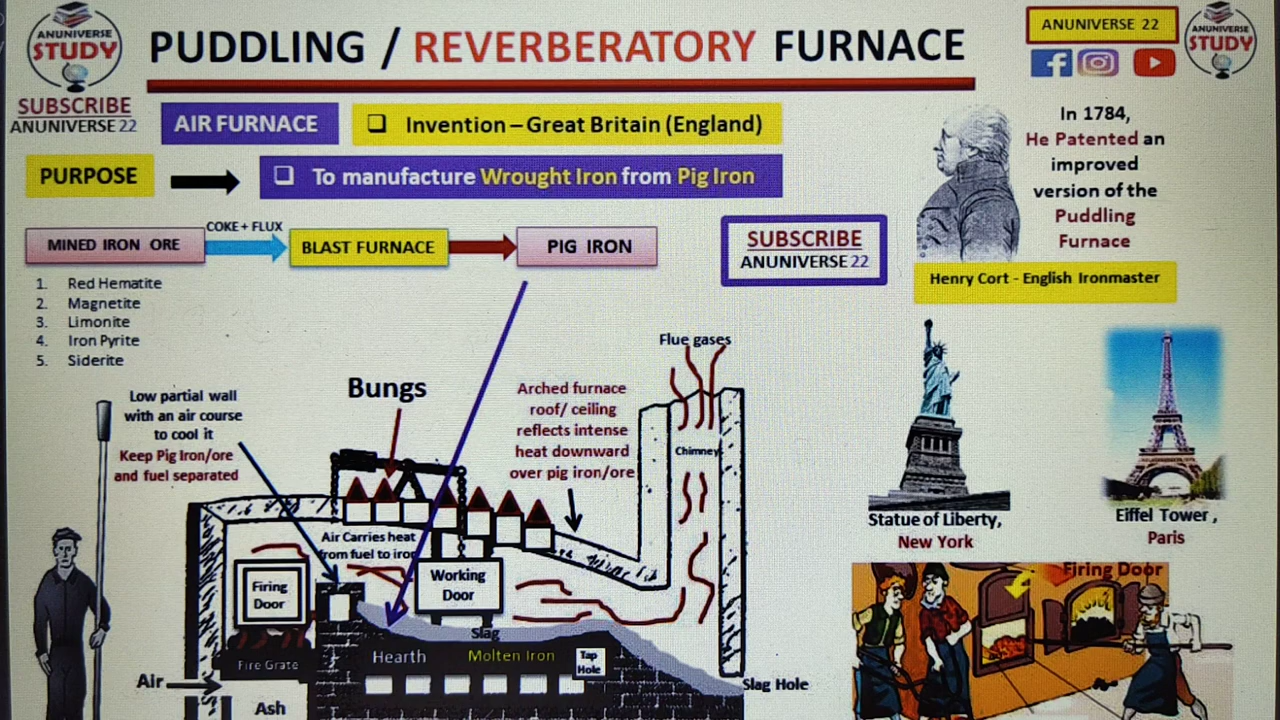 ANUNIVERSE
STUDY
SUBSCRIBE
ANUNIVERSE 22
PUDDLING / REVERBERATORY FURNACE
ANUNIVERSE 22
ANUNIVERSE
STUDY
AIR FURNACE
Invention – Great Britain (England)
PURPOSE
To manufacture Wrought Iron from Pig Iron
In 1784,
He Patented an
improved
version of the
Puddling
Furnace
Henry Cort - English Ironmaster
MINED IRON ORE
COKE + FLUX
BLAST FURNACE
PIG IRON
SUBSCRIBE
ANUNIVERSE 22
1. Red Hematite
2. Magnetite
3. Limonite
4. Iron Pyrite
5. Siderite
Low partial wall
with an air course
to cool it
Keep Pig Iron/ore
and fuel separated
Bungs
Arched furnace
roof/ ceiling
reflects intense
heat downward
over pig iron/ore
Flue gases
Chimney
Air Carries heat
from fuel to iron
Firing
Door
Working
Door
Slag
Fire Grate
Hearth
Molten Iron
Tap
Hole
Air
Ash
Slag Hole
Statue of Liberty,
New York
Eiffel Tower ,
Paris
Firing Door